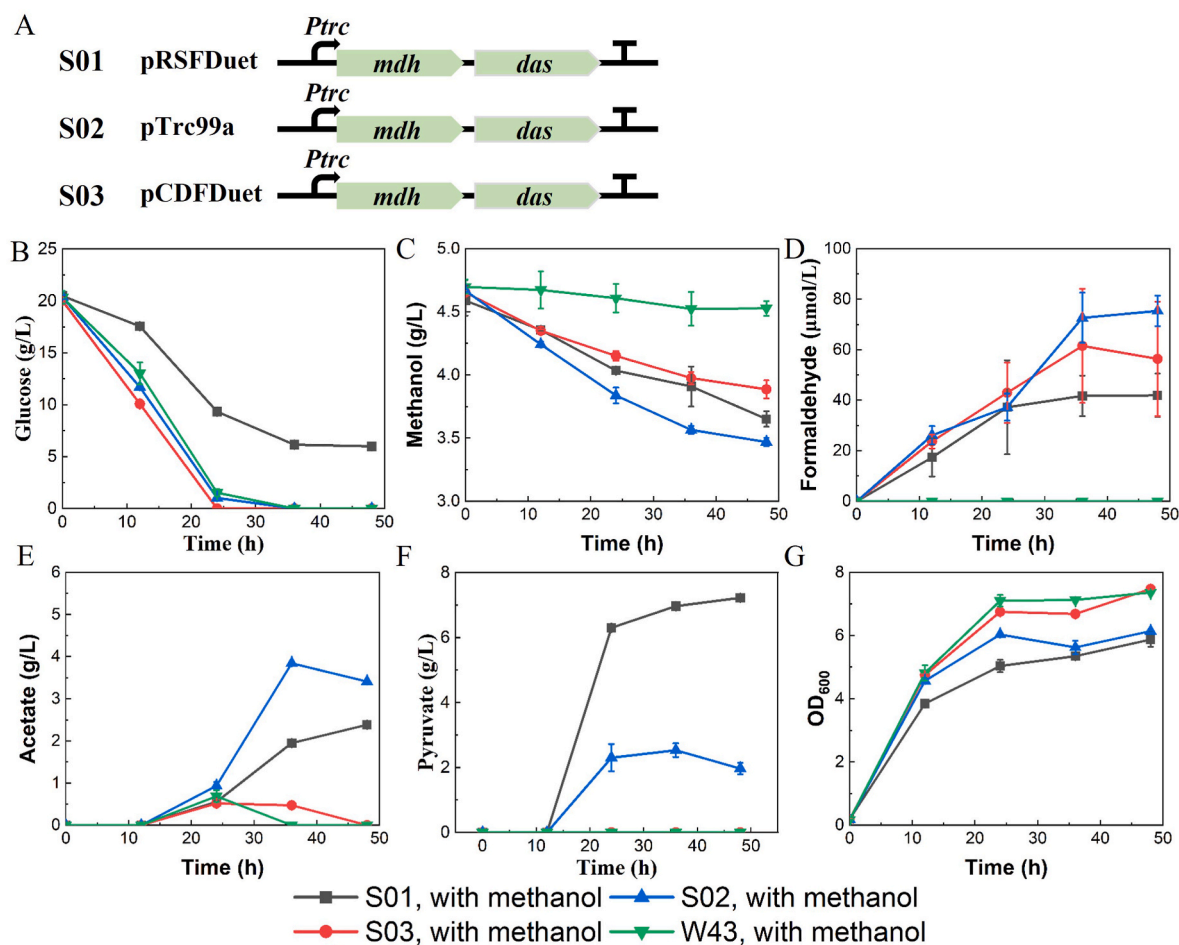 A
Ptrc
S01 pRSFDuet mdh das
Ptrc
S02 pTrc99a mdh das
Ptrc
S03 pCDFDuet mdh das
B
Glucose (g/L)
25
20
15
10
5
0
0 10 20 30 40 50
Time (h)
C
Methanol (g/L)
5.0
4.5
4.0
3.5
3.0
0 10 20 30 40 50
Time (h)
D
Formaldehyde (μmol/L)
100
80
60
40
20
0
0 10 20 30 40 50
Time (h)
E
Acetate (g/L)
6
5
4
3
2
1
0
0 10 20 30 40 50
Time (h)
F
Pyruvate (g/L)
8
6
4
2
0
0 10 20 30 40 50
Time (h)
G
OD600
8
6
4
2
0
0 10 20 30 40 50
Time (h)
S01, with methanol S02, with methanol
S03, with methanol W43, with methanol